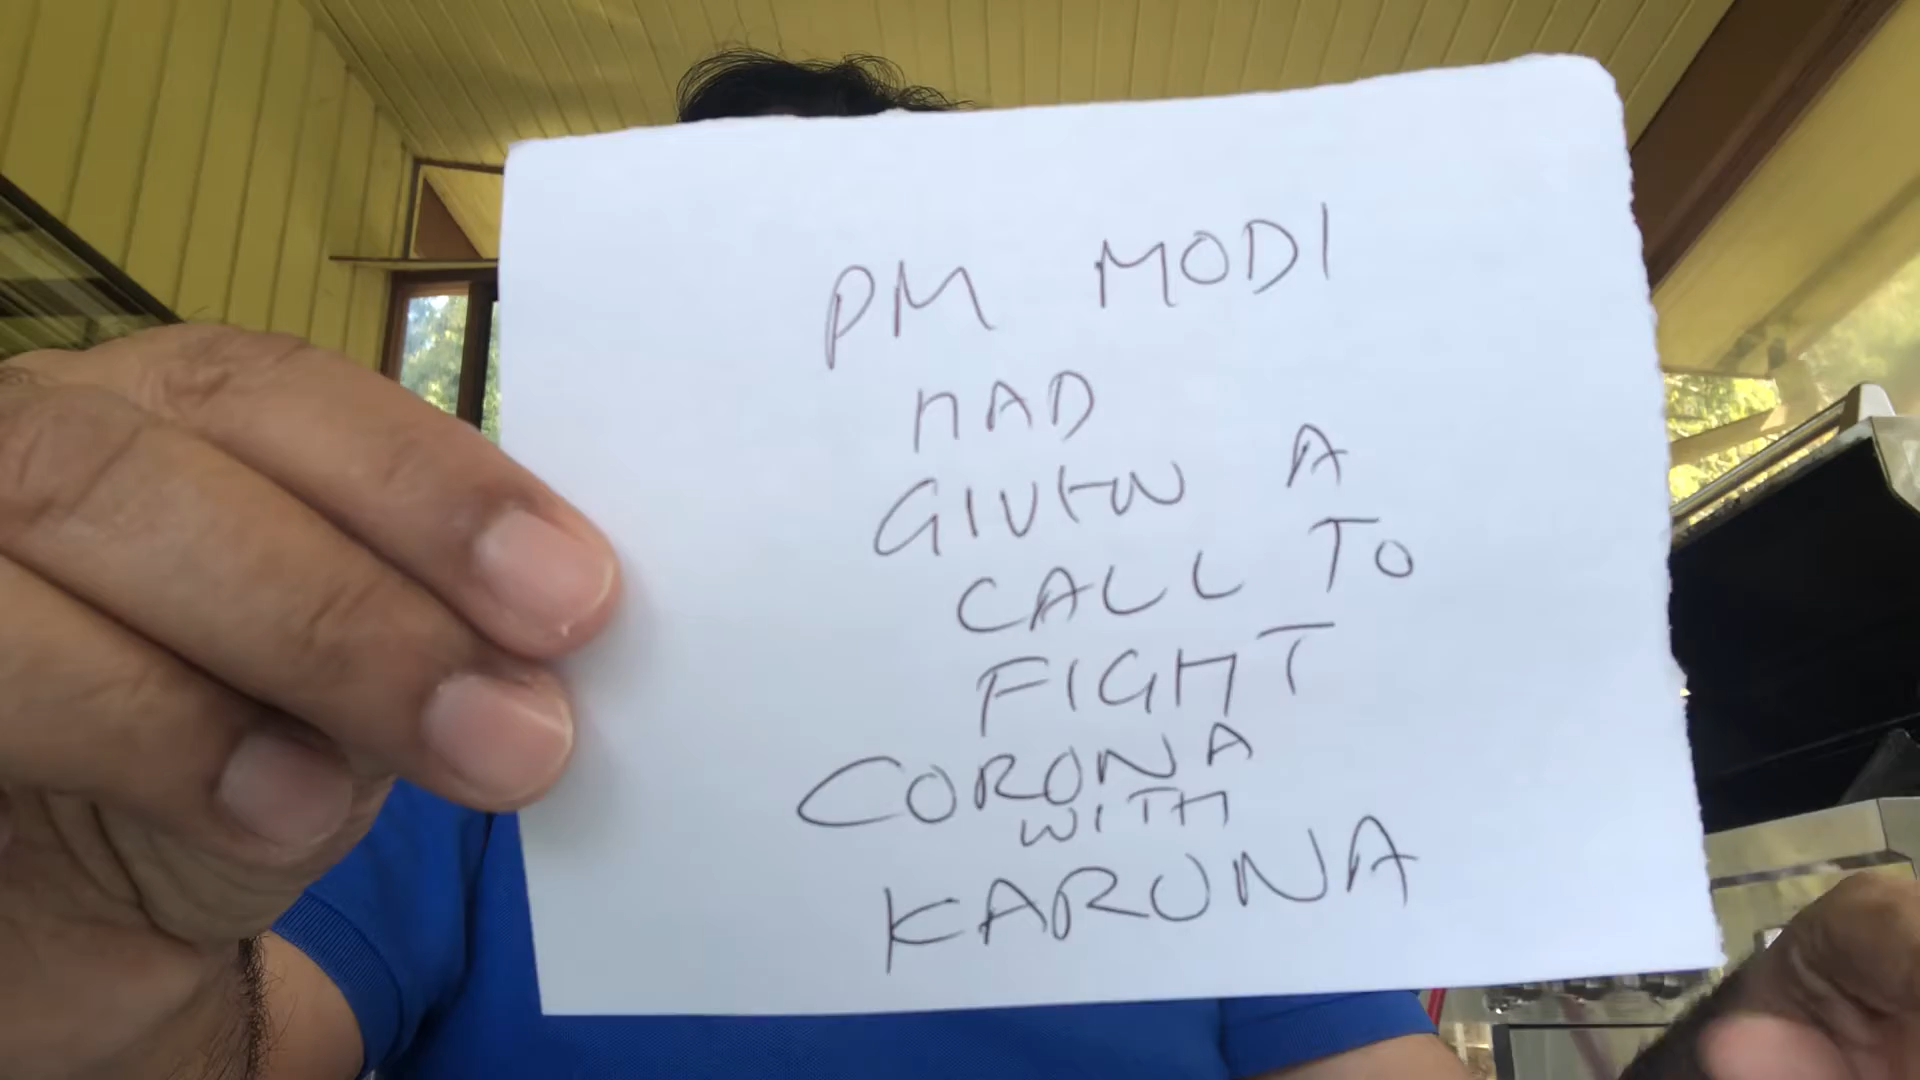 PM MODI
HAD
GIVEN A
CALL TO
FIGHT
CORONA
WITH
KARUNA